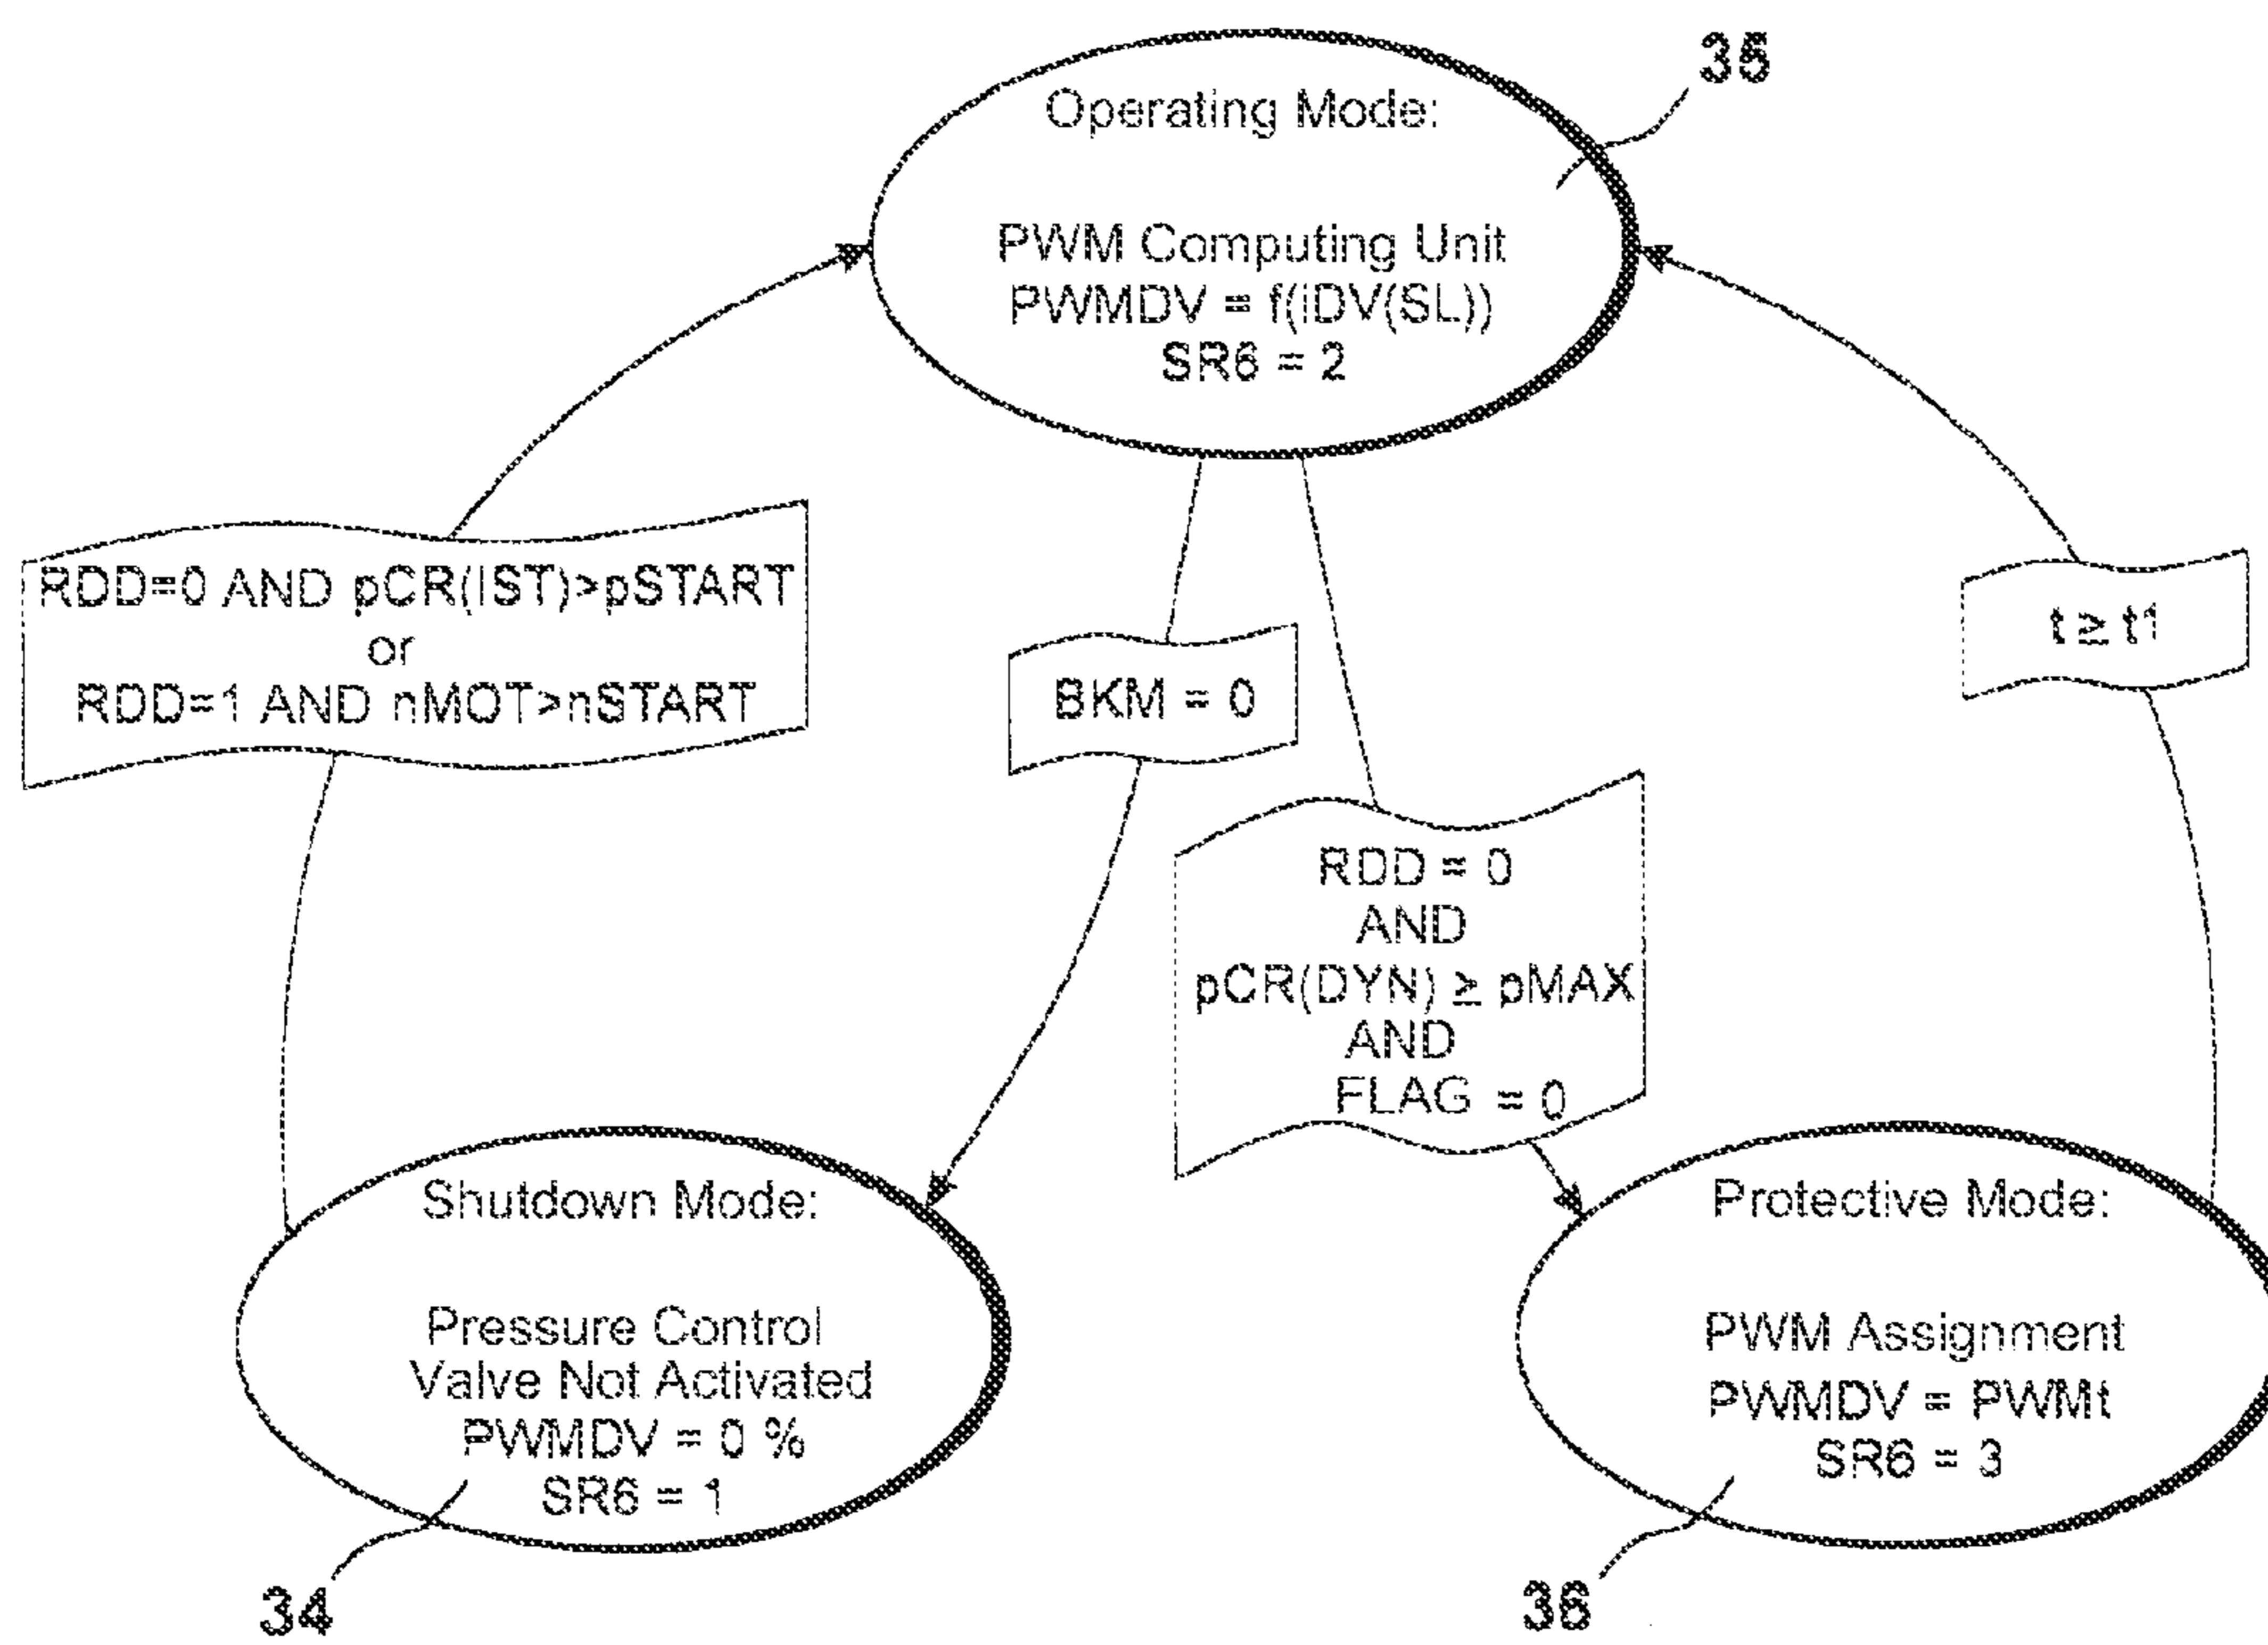 35
Operating Mode:
PWM Computing Unit
PWMDV = f(iDV(SL))
SR6 = 2
RDD=0 AND pCR(IST)>pSTART
or
RDD=1 AND nMOT>nSTART
BKM = 0
t ≥ t1
RDD = 0
AND
pCR(DYN) ≥ pMAX
AND
FLAG = 0
Shutdown Mode:
Pressure Control
Valve Not Activated
PWMDV = 0 %
SR6 = 1
34
Protective Mode:
PWM Assignment
PWMDV = PWMt
SR6 = 3
36